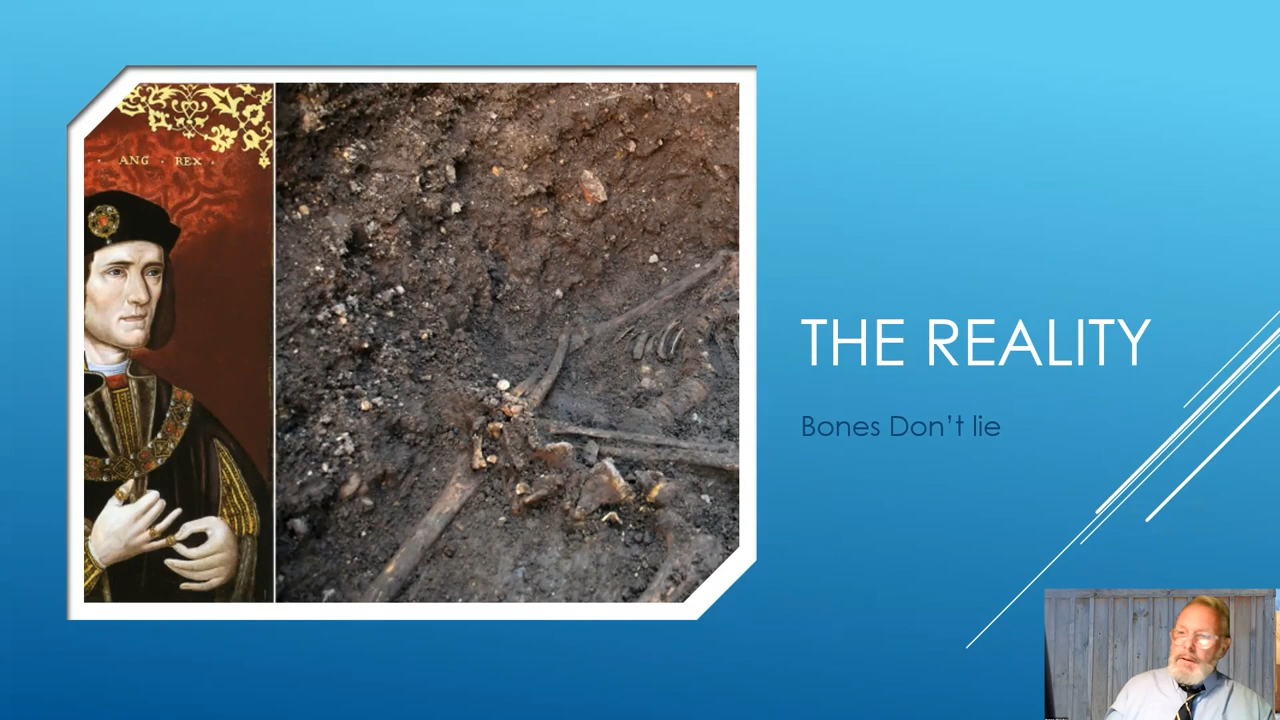 · ANG · REX ·
THE REALITY
Bones Don’t lie